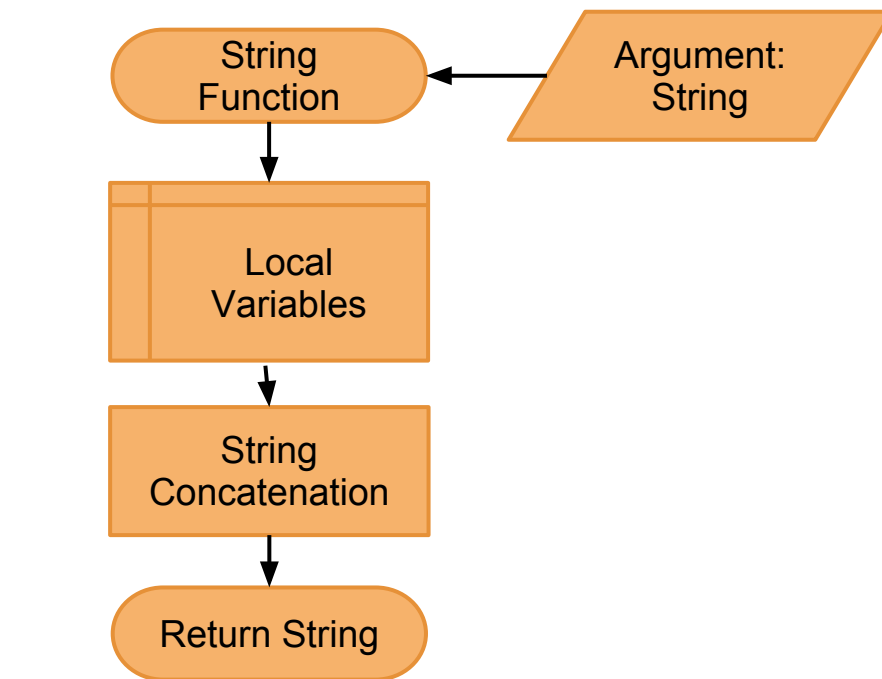 String
Function
Argument:
String
Local
Variables
String
Concatenation
Return String